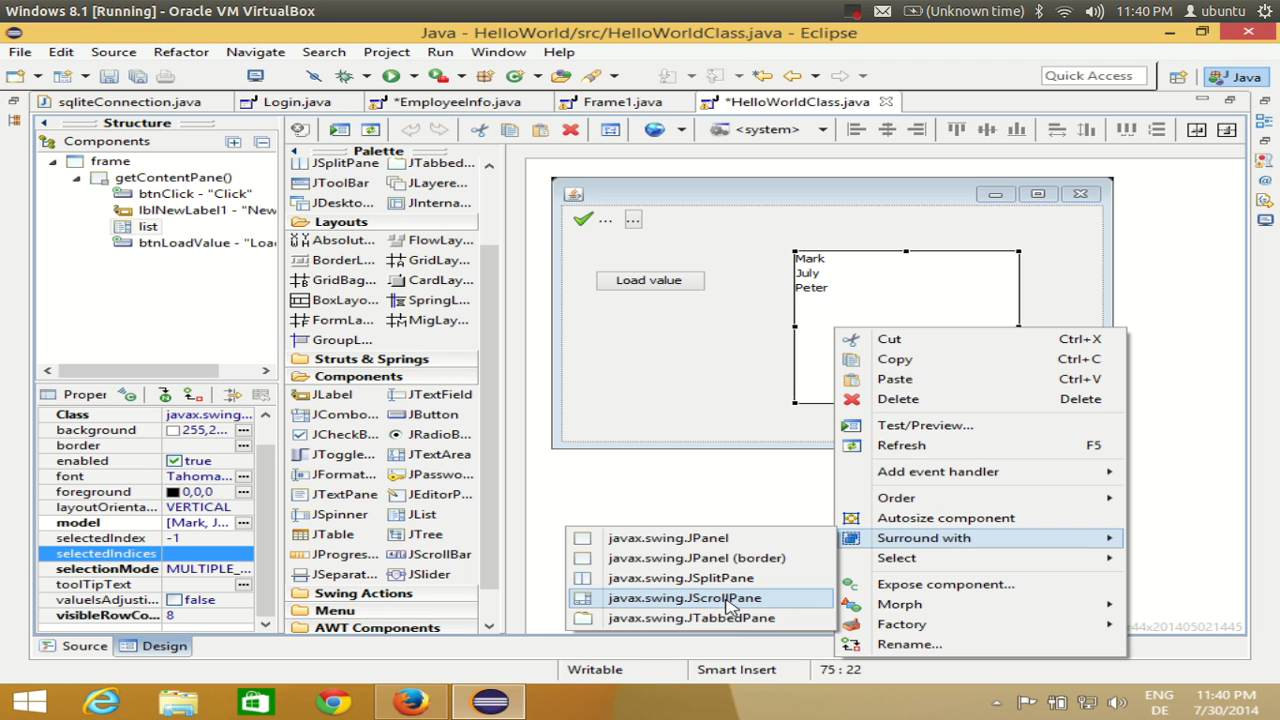 Windows 8.1 [Running] - Oracle VM VirtualBox
(Unknown time)
11:40 PM
ubuntu
Java - HelloWorld/src/HelloWorldClass.java - Eclipse
File Edit Source Refactor Navigate Search Project Run Window Help
Quick Access
Java
sqliteConnection.java
Login.java
*EmployeeInfo.java
Frame1.java
*HelloWorldClass.java
Structure
Components
frame
getContentPane()
btnClick - "Click"
lblNewLabel1 - "New
list
btnLoadValue - "Loa
Proper
Class javax.swing...
background 255,2...
border
enabled true
font Tahoma...
foreground 0,0,0
layoutOrienta... VERTICAL
model [Mark, J...
selectedIndex -1
selectedIndices
selectionMode MULTIPLE_...
toolTipText
valueIsAdjusti... false
visibleRowCo... 8
Source Design
Palette
JSplitPane JTabbed...
JToolBar JLayere...
JDeskto... JInterna...
Layouts
Absolut... FlowLay...
BorderL... GridLay...
GridBag... CardLay...
BoxLayo... SpringL...
FormLa... MigLay...
GroupL...
Struts & Springs
Components
JLabel JTextField
JCombo... JButton
JCheckB... JRadioB...
JToggle... JTextArea
JFormat... JPasswo...
JTextPane JEditorP...
JSpinner JList
JTable JTree
JProgres... JScrollBar
JSeparat... JSlider
Swing Actions
Menu
AWT Components
<system>
... ...
Load value
Mark
July
Peter
Cut Ctrl+X
Copy Ctrl+C
Paste Ctrl+V
Delete Delete
Test/Preview...
Refresh F5
Add event handler
Order
Autosize component
Surround with
Select
Expose component...
Morph
Factory
Rename...
javax.swing.JPanel
javax.swing.JPanel (border)
javax.swing.JSplitPane
javax.swing.JScrollPane
javax.swing.JTabbedPane
44x201405021445
Writable
Smart Insert
75 : 22
ENG
DE
11:40 PM
7/30/2014